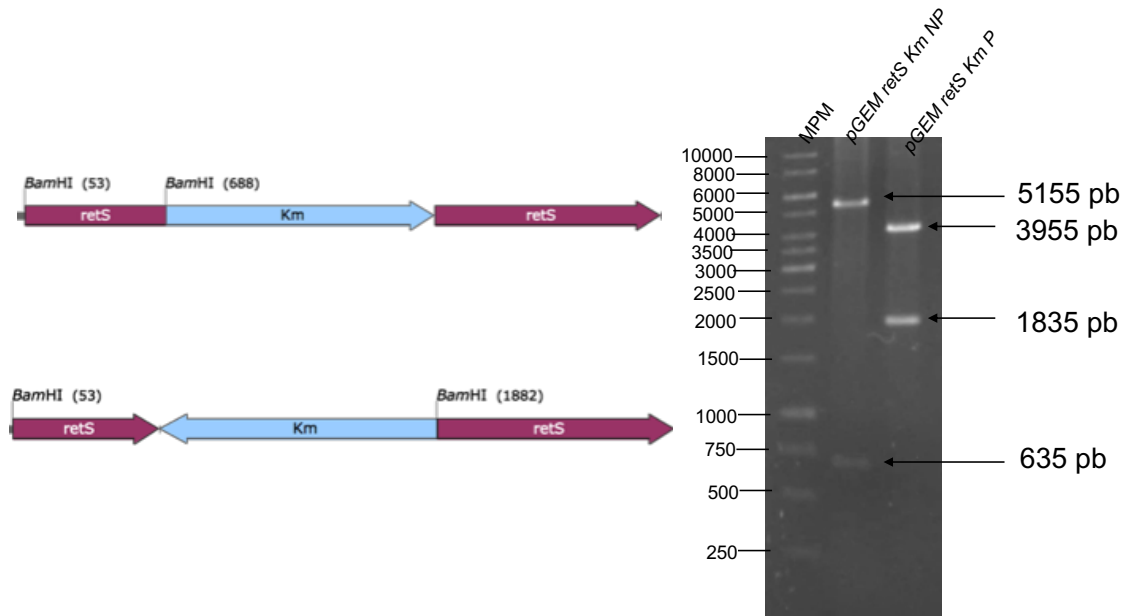 BamHI (53)
BamHI (688)
retS
Km
retS
BamHI (53)
BamHI (1882)
retS
Km
retS
MPM
pGEM retS Km NP
pGEM retS Km P
10000
8000
6000
5000
4000
3500
3000
2500
2000
1500
1000
750
500
250
5155 pb
3955 pb
1835 pb
635 pb